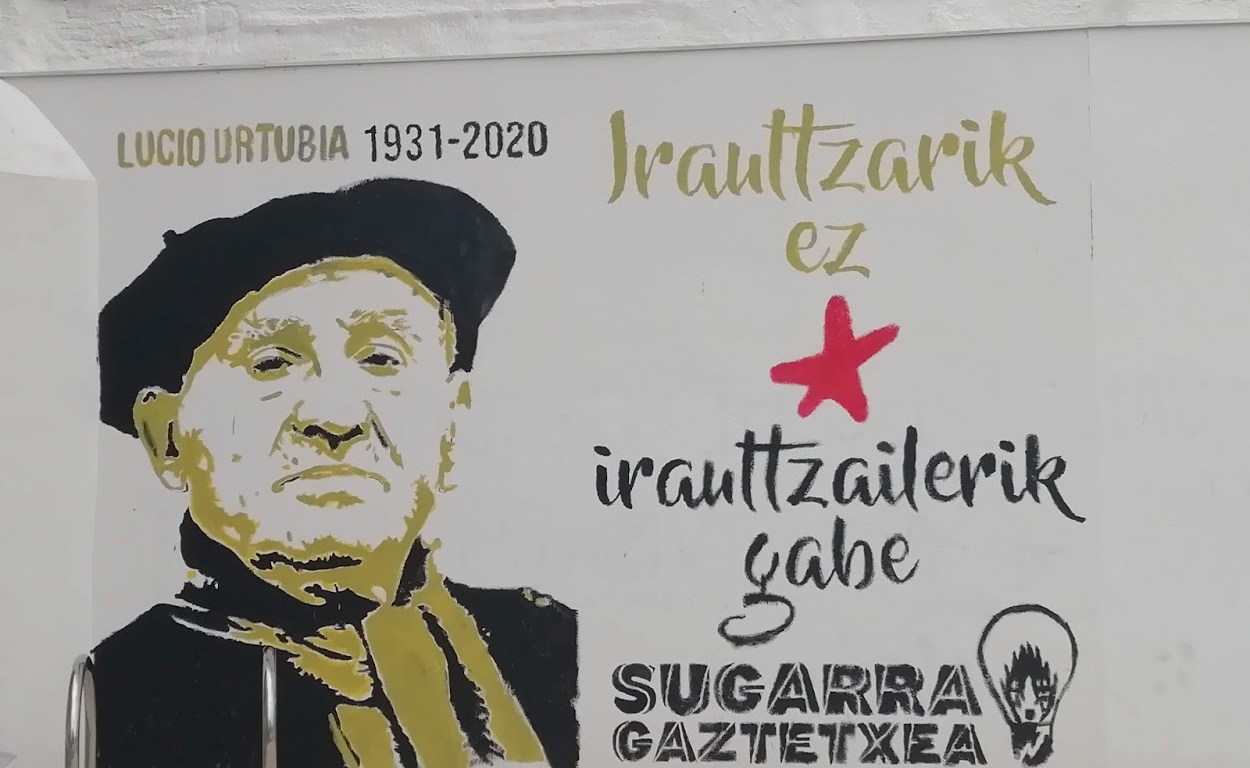 LUCIO URTUBIA 1931-2020
Iraultzarik
ez
iraultzailerik
gabe
SUGARRA
GAZTETXEA